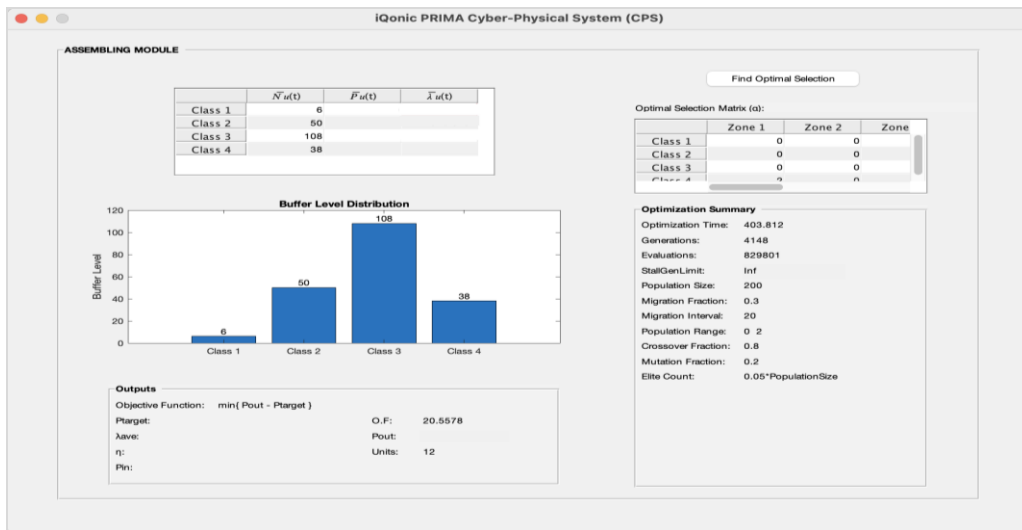 iQonic PRIMA Cyber-Physical System (CPS)
ASSEMBLING MODULE
N̄u(t) P̄u(t) λ̄u(t)
Class 1 6
Class 2 50
Class 3 108
Class 4 38
Buffer Level Distribution
Buffer Level
120
100
80
60
40
20
0
6
50
108
38
Class 1 Class 2 Class 3 Class 4
Outputs
Objective Function: min{ Pout - Ptarget }
Ptarget: O.F: 20.5578
λave: Pout:
η: Units: 12
Pin:
Find Optimal Selection
Optimal Selection Matrix (α):
Zone 1 Zone 2 Zone
Class 1 0 0
Class 2 0 0
Class 3 0 0
Class 4 2 0
Optimization Summary
Optimization Time: 403.812
Generations: 4148
Evaluations: 829801
StallGenLimit: Inf
Population Size: 200
Migration Fraction: 0.3
Migration Interval: 20
Population Range: 0 2
Crossover Fraction: 0.8
Mutation Fraction: 0.2
Elite Count: 0.05*PopulationSize